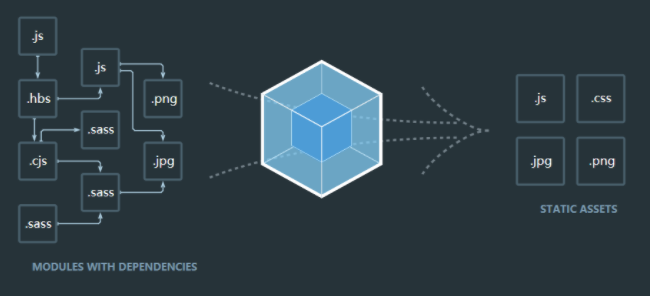 .js
.js
.hbs
.png
.sass
.cjs
.jpg
.sass
.sass
MODULES WITH DEPENDENCIES
.js
.css
.jpg
.png
STATIC ASSETS